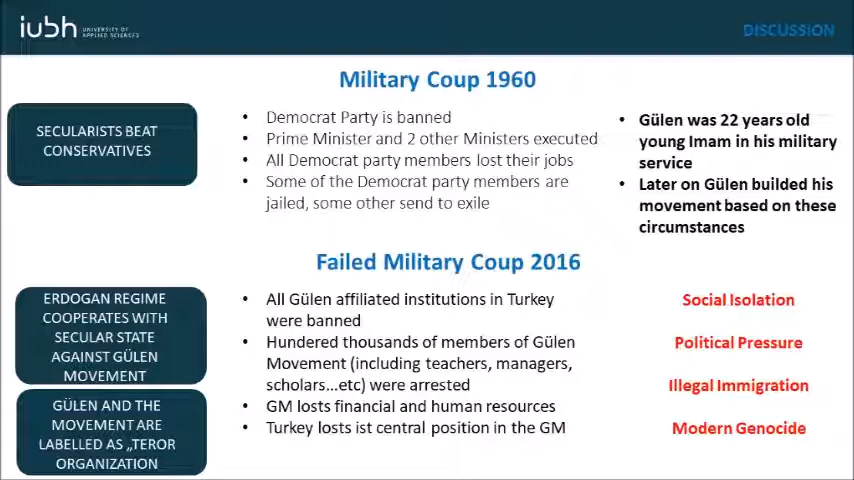 iubh UNIVERSITY OF
APPLIED SCIENCES
DISCUSSION
Military Coup 1960
SECULARISTS BEAT
CONSERVATIVES
• Democrat Party is banned
• Prime Minister and 2 other Ministers executed
• All Democrat party members lost their jobs
• Some of the Democrat party members are
jailed, some other send to exile
• Gülen was 22 years old
young Imam in his military
service
• Later on Gülen builded his
movement based on these
circumstances
Failed Military Coup 2016
ERDOGAN REGIME
COOPERATES WITH
SECULAR STATE
AGAINST GÜLEN
MOVEMENT
GÜLEN AND THE
MOVEMENT ARE
LABELLED AS „TEROR
ORGANIZATION
• All Gülen affiliated institutions in Turkey
were banned
• Hundered thousands of members of Gülen
Movement (including teachers, managers,
scholars...etc) were arrested
• GM losts financial and human resources
• Turkey losts ist central position in the GM
Social Isolation
Political Pressure
Illegal Immigration
Modern Genocide